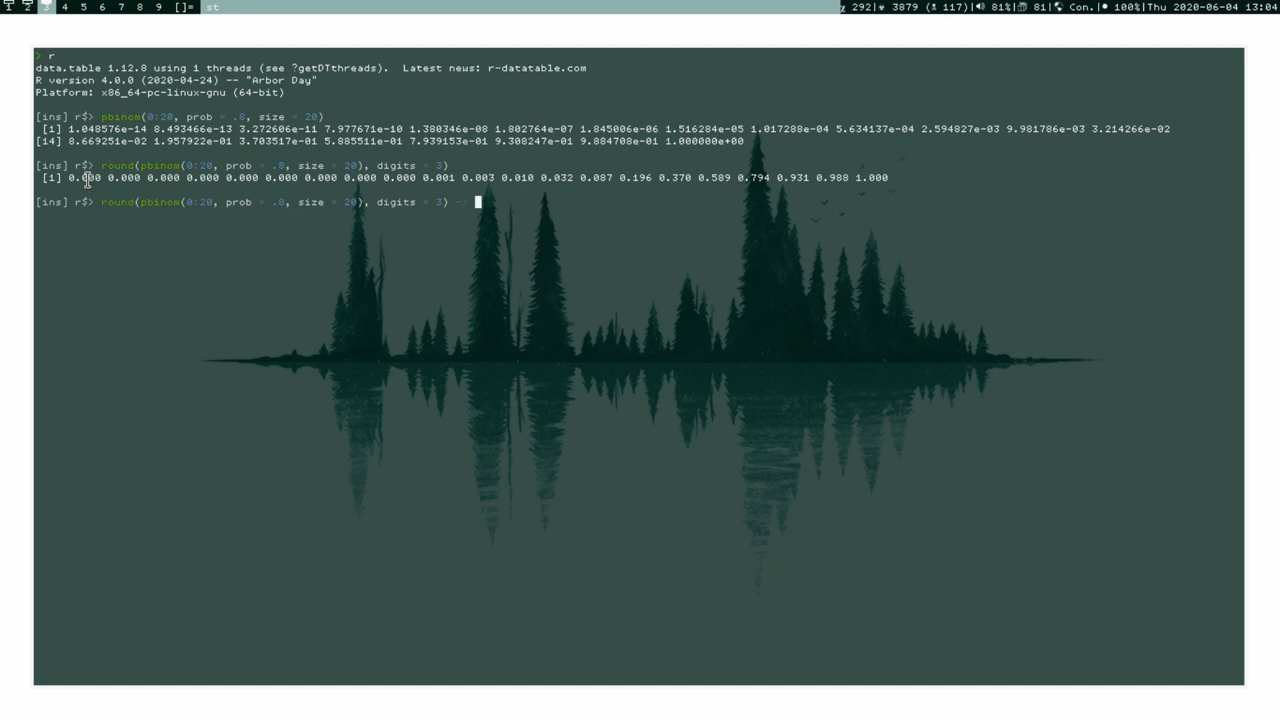 1 2 3 4 5 6 7 8 9 []= st 292| 3879 ( 117)| 81%| 81| Con.| 100%|Thu 2020-06-04 13:04
> r
data.table 1.12.8 using 1 threads (see ?getDTthreads).  Latest news: r-datatable.com
R version 4.0.0 (2020-04-24) -- "Arbor Day"
Platform: x86_64-pc-linux-gnu (64-bit)
[ins] r$> pbinom(0:20, prob = .8, size = 20)
[1] 1.048576e-14 8.493466e-13 3.272606e-11 7.977671e-10 1.380346e-08 1.802764e-07 1.845006e-06 1.516284e-05 1.017288e-04 5.634137e-04 2.594827e-03 9.981786e-03 3.214266e-02
[14] 8.669251e-02 1.957922e-01 3.703517e-01 5.885511e-01 7.939153e-01 9.308247e-01 9.884708e-01 1.000000e+00
[ins] r$> round(pbinom(0:20, prob = .8, size = 20), digits = 3)
[1] 0.000 0.000 0.000 0.000 0.000 0.000 0.000 0.000 0.000 0.001 0.003 0.010 0.032 0.087 0.196 0.370 0.589 0.794 0.931 0.988 1.000
[ins] r$> round(pbinom(0:20, prob = .8, size = 20), digits = 3) ->